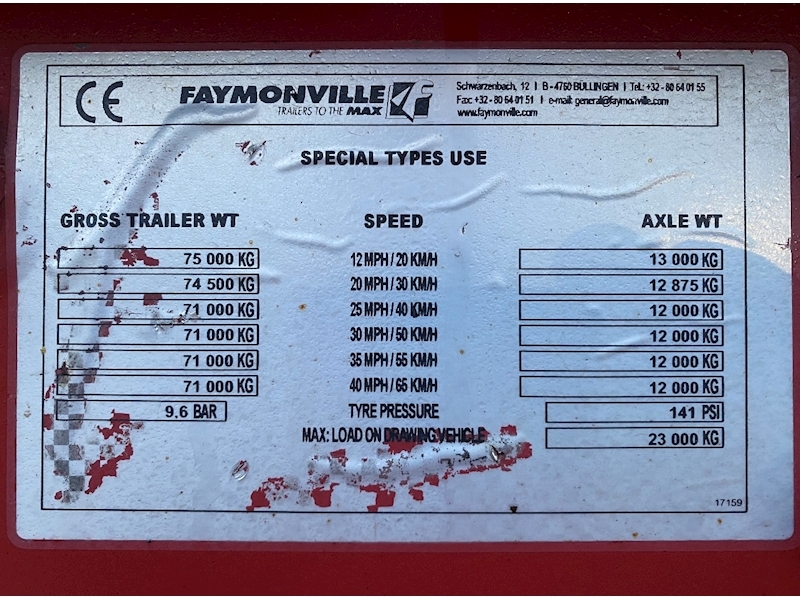 CE
FAYMONVILLE
TRAILERS TO THE MAX
Schwarzenbach, 12 I B - 4760 BÜLLINGEN I Tel.: +32 - 80 64 01 55
Fax: +32 - 80 64 01 51 I e-mail: general@faymonville.com
www.faymonville.com
SPECIAL TYPES USE
GROSS TRAILER WT SPEED AXLE WT
75 000 KG 12 MPH / 20 KM/H 13 000 KG
74 500 KG 20 MPH / 30 KM/H 12 875 KG
71 000 KG 25 MPH / 40 KM/H 12 000 KG
71 000 KG 30 MPH / 50 KM/H 12 000 KG
71 000 KG 35 MPH / 55 KM/H 12 000 KG
71 000 KG 40 MPH / 65 KM/H 12 000 KG
9.6 BAR TYRE PRESSURE 141 PSI
MAX: LOAD ON DRAWING VEHICLE 23 000 KG
17159